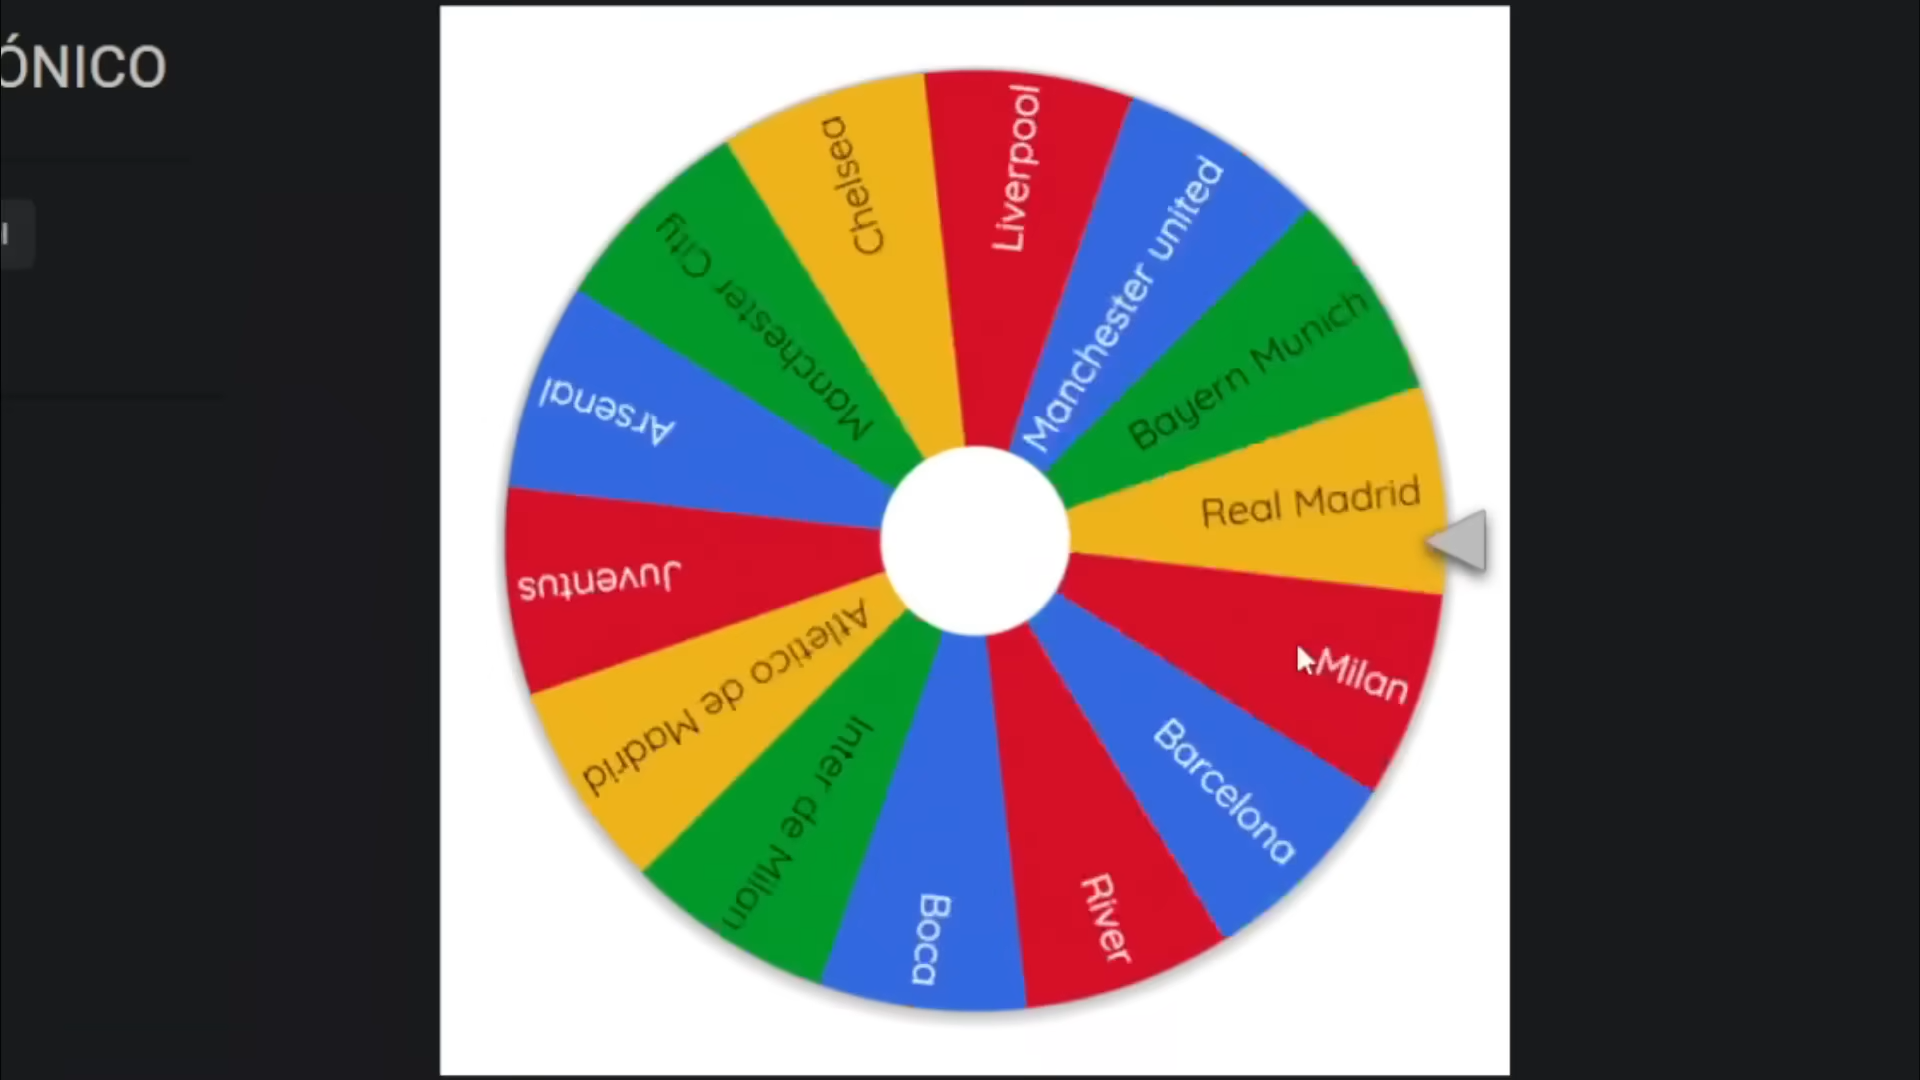 ÓNICO
Liverpool
Manchester united
Bayern Munich
Real Madrid
Milan
Barcelona
River
Boca
Inter de Milan
Atletico de Madrid
Juventus
Arsenal
Manchester City
Chelsea